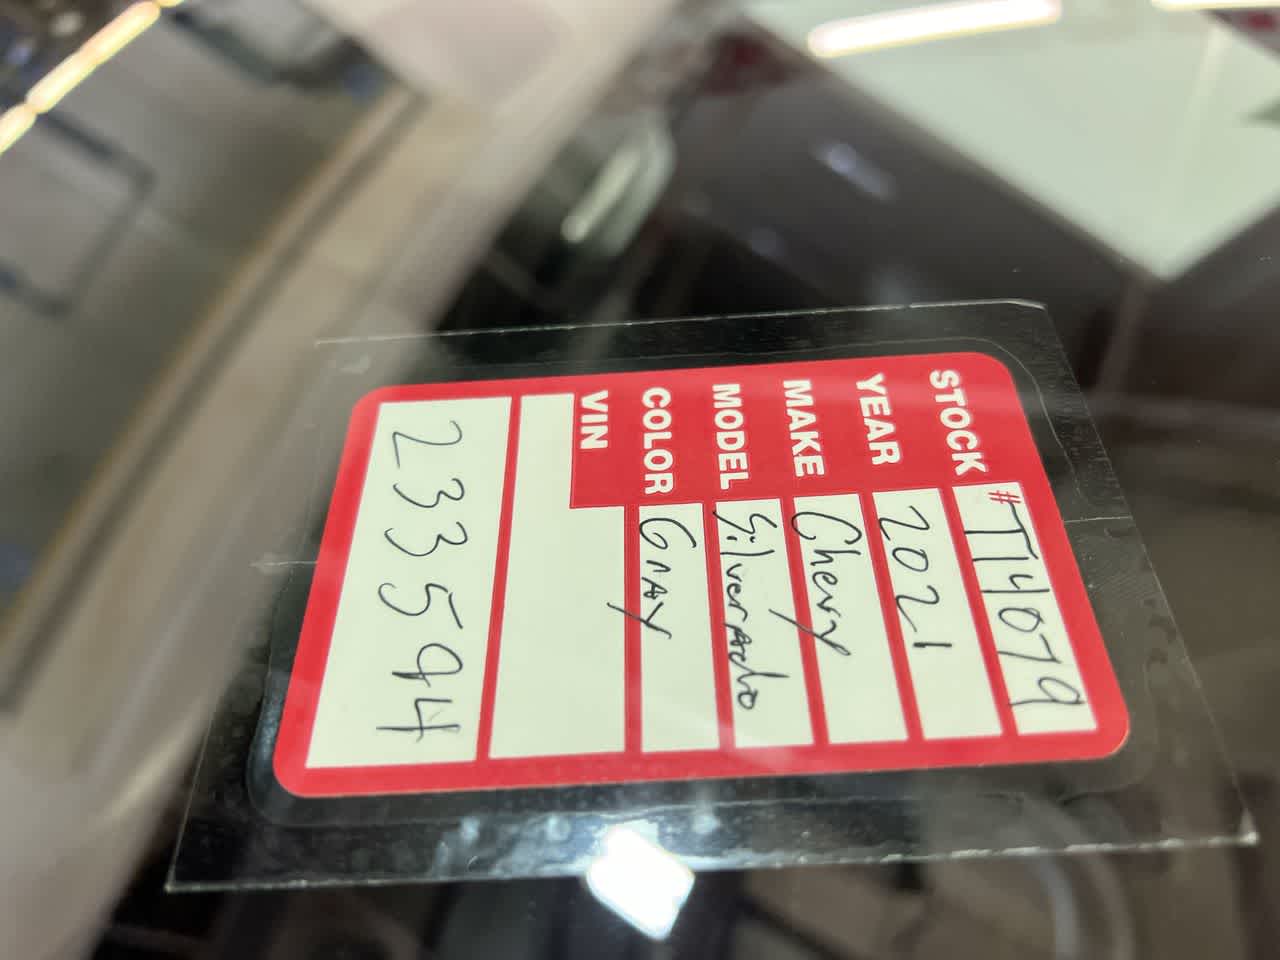 STOCK #T14079
YEAR 2021
MAKE Chevy
MODEL Silverado
COLOR GRAY
VIN
233594